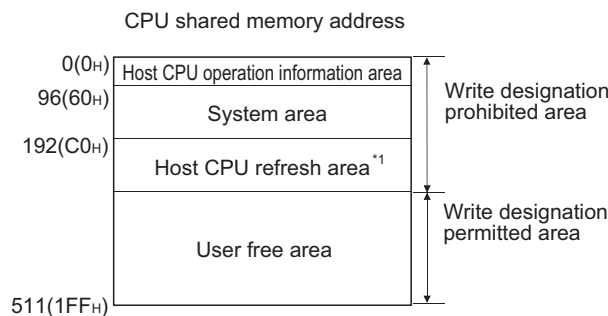 CPU shared memory address
0(0H)
Host CPU operation information area
96(60H)
System area
192(C0H)
Host CPU refresh area*1
User free area
511(1FFH)
Write designation
prohibited area
Write designation
permitted area